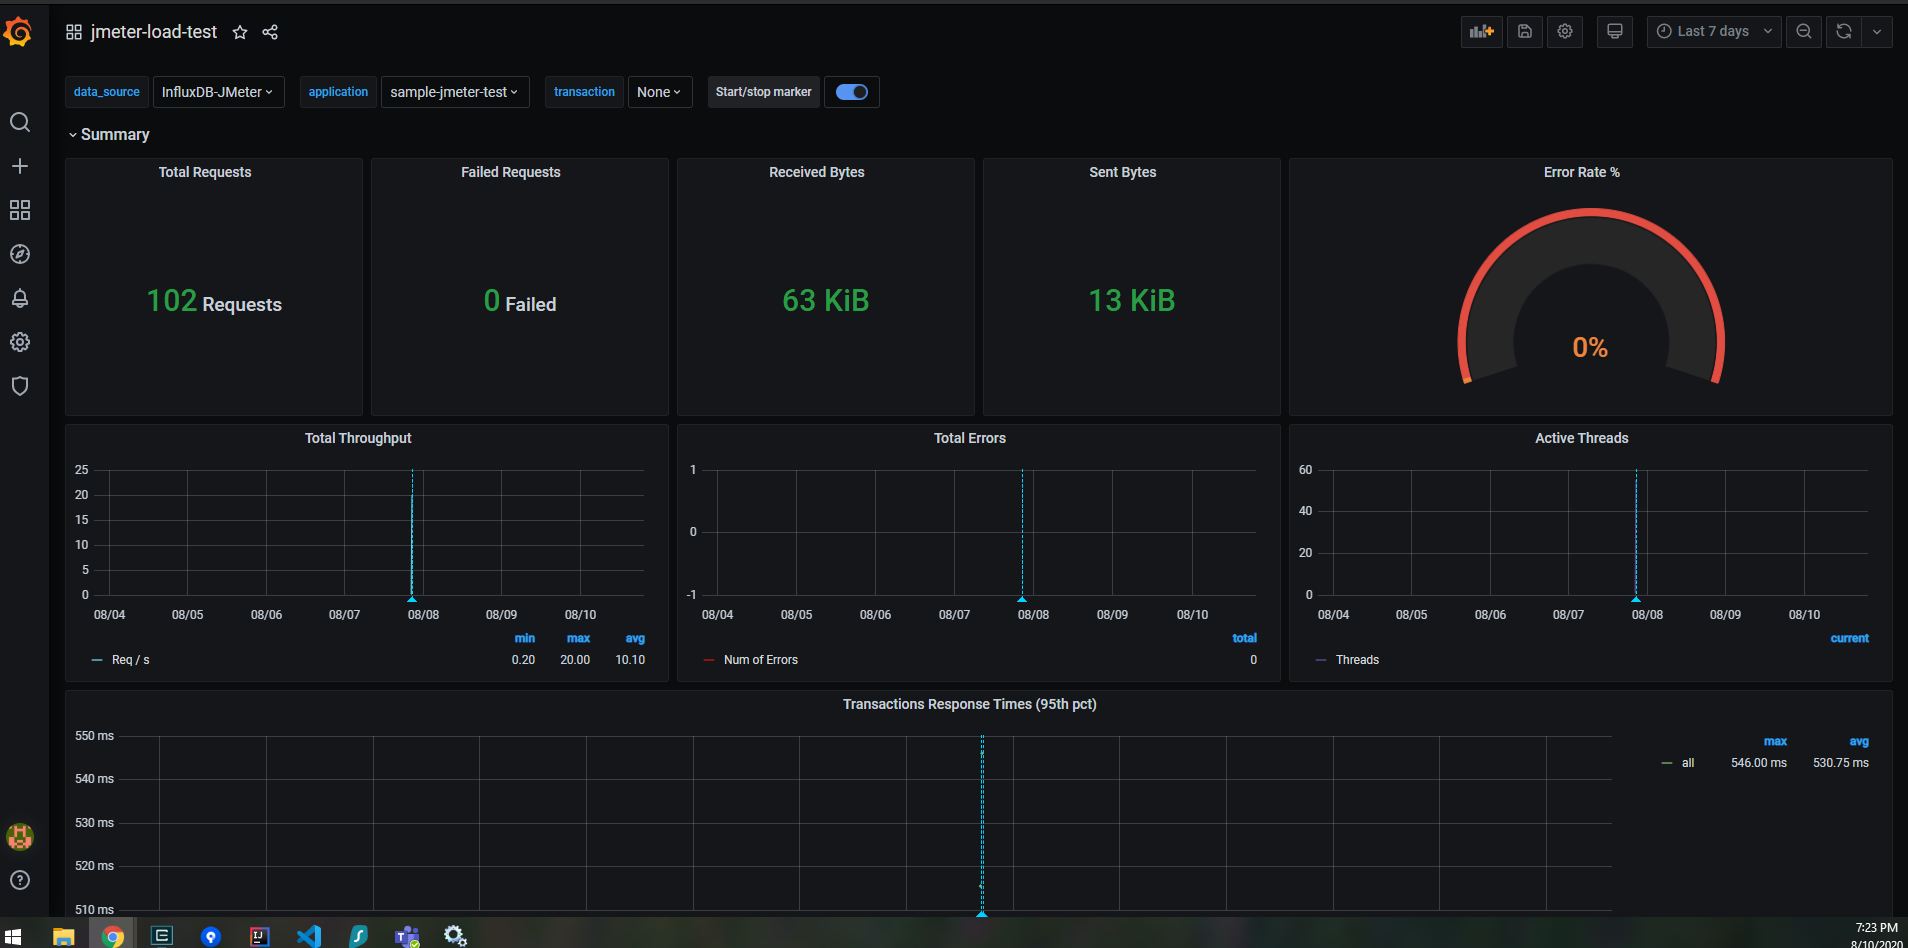 jmeter-load-test
Last 7 days
data_source InfluxDB-JMeter application sample-jmeter-test transaction None Start/stop marker
Summary
Total Requests
102 Requests
Failed Requests
0 Failed
Received Bytes
63 KiB
Sent Bytes
13 KiB
Error Rate %
0%
Total Throughput
25
20
15
10
5
0
08/04 08/05 08/06 08/07 08/08 08/09 08/10
min max avg
Req / s 0.20 20.00 10.10
Total Errors
1
0
-1
08/04 08/05 08/06 08/07 08/08 08/09 08/10
total
Num of Errors 0
Active Threads
60
40
20
0
08/04 08/05 08/06 08/07 08/08 08/09 08/10
current
Threads
Transactions Response Times (95th pct)
550 ms
540 ms
530 ms
520 ms
510 ms
max avg
all 546.00 ms 530.75 ms
7:23 PM
8/10/2020